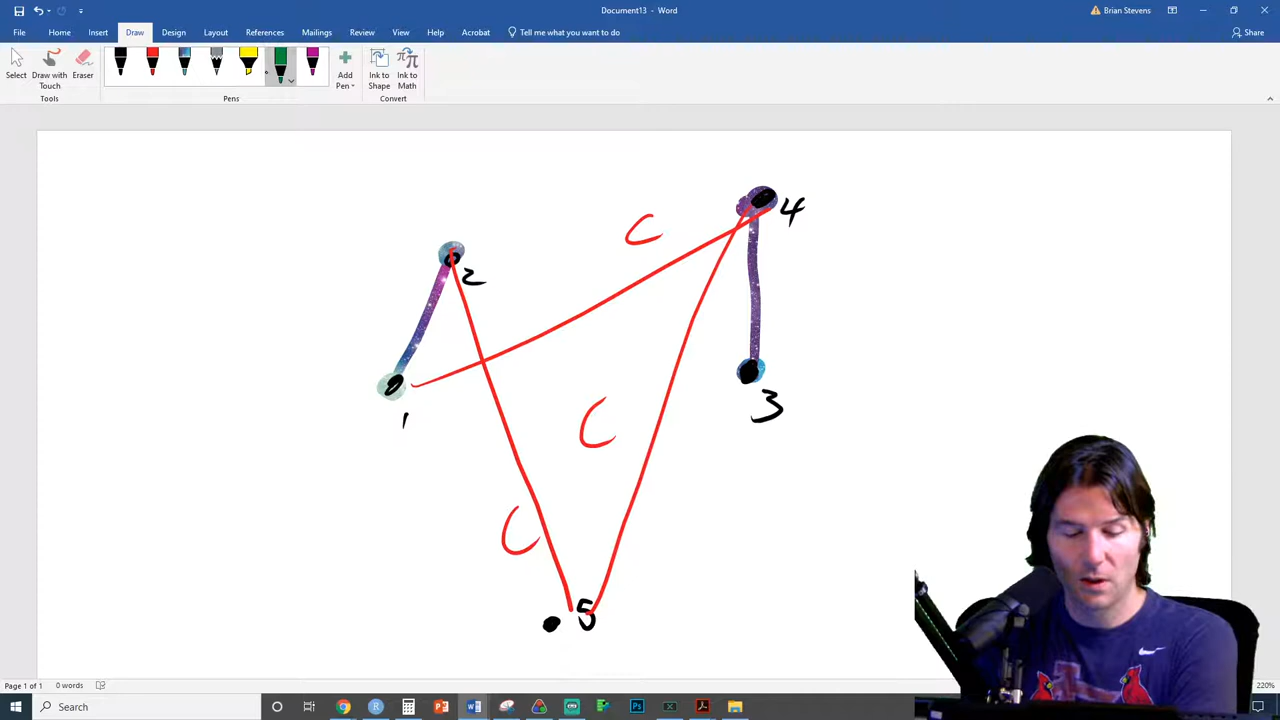 Document13 - Word
Brian Stevens
File Home Insert Draw Design Layout References Mailings Review View Help Acrobat Tell me what you want to do
Share
Select Draw with Touch Eraser Add Pen Ink to Shape Ink to Math
Tools Pens Convert
4
C
2
1
3
C
C
5
Page 1 of 1 0 words
220%
Search